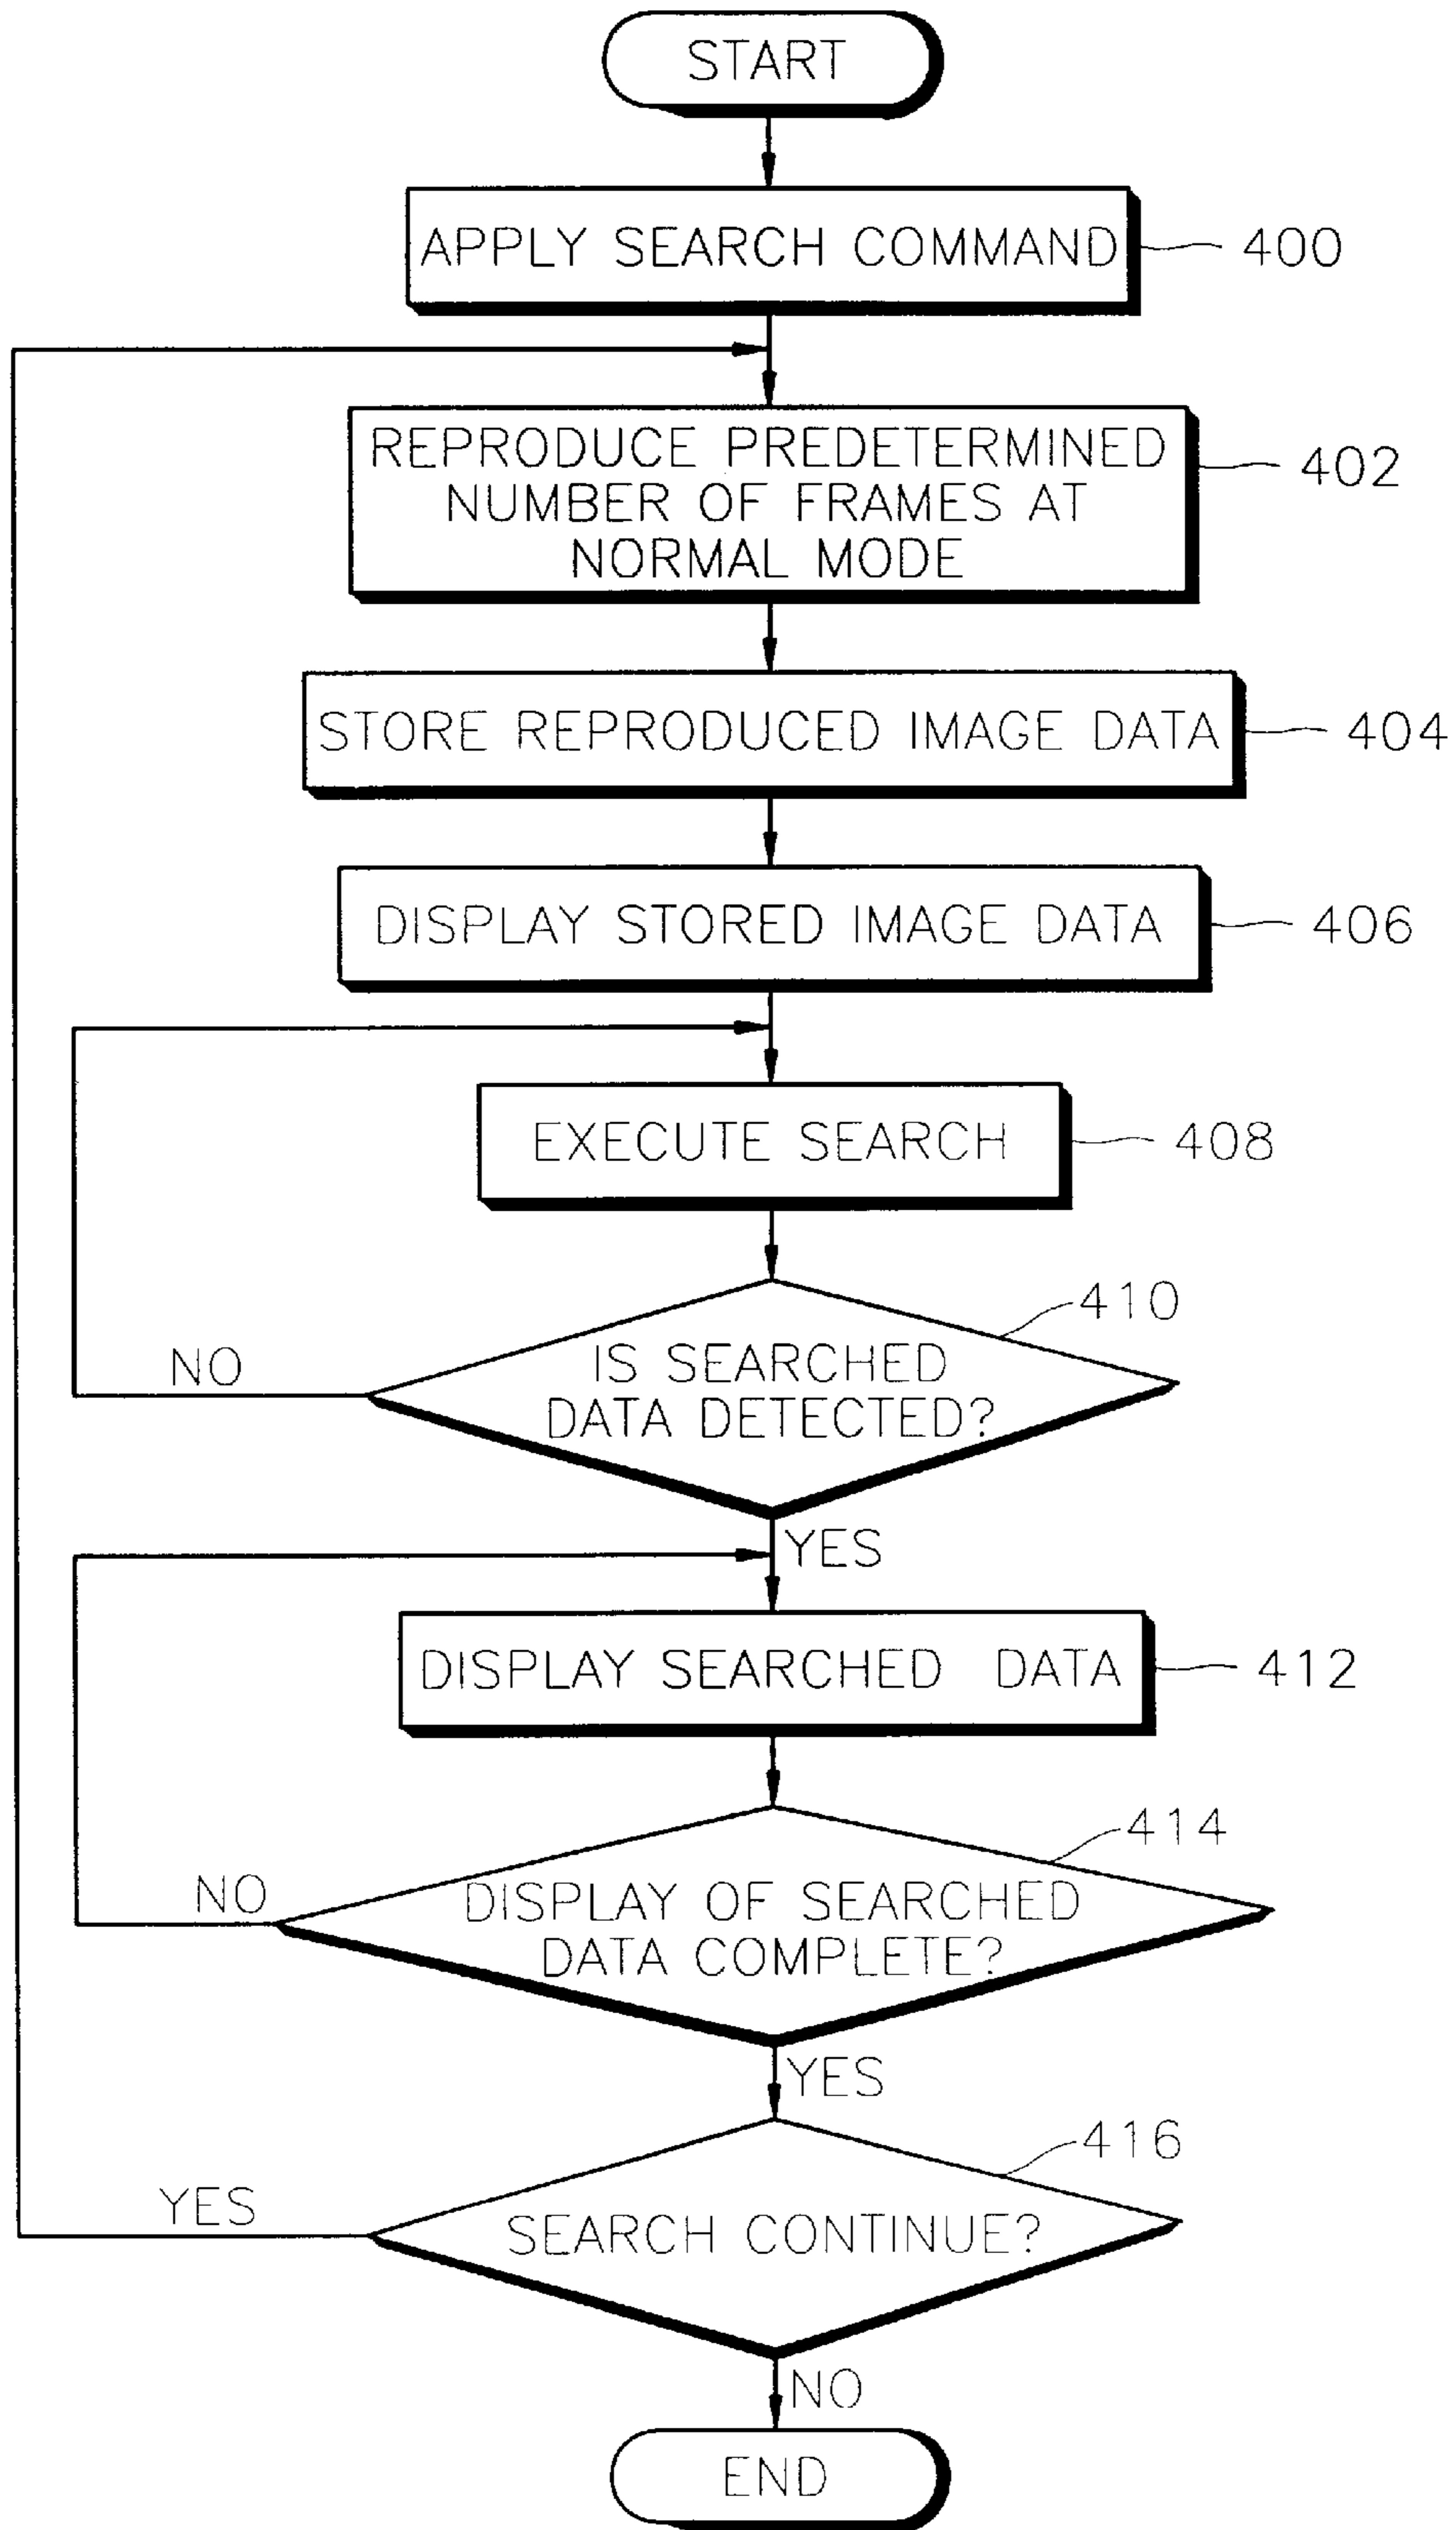 START
APPLY SEARCH COMMAND
400
REPRODUCE PREDETERMINED
NUMBER OF FRAMES AT
NORMAL MODE
402
STORE REPRODUCED IMAGE DATA
404
DISPLAY STORED IMAGE DATA
406
EXECUTE SEARCH
408
410
IS SEARCHED
DATA DETECTED?
NO
YES
DISPLAY SEARCHED DATA
412
414
DISPLAY OF SEARCHED
DATA COMPLETE?
NO
YES
416
SEARCH CONTINUE?
YES
NO
END